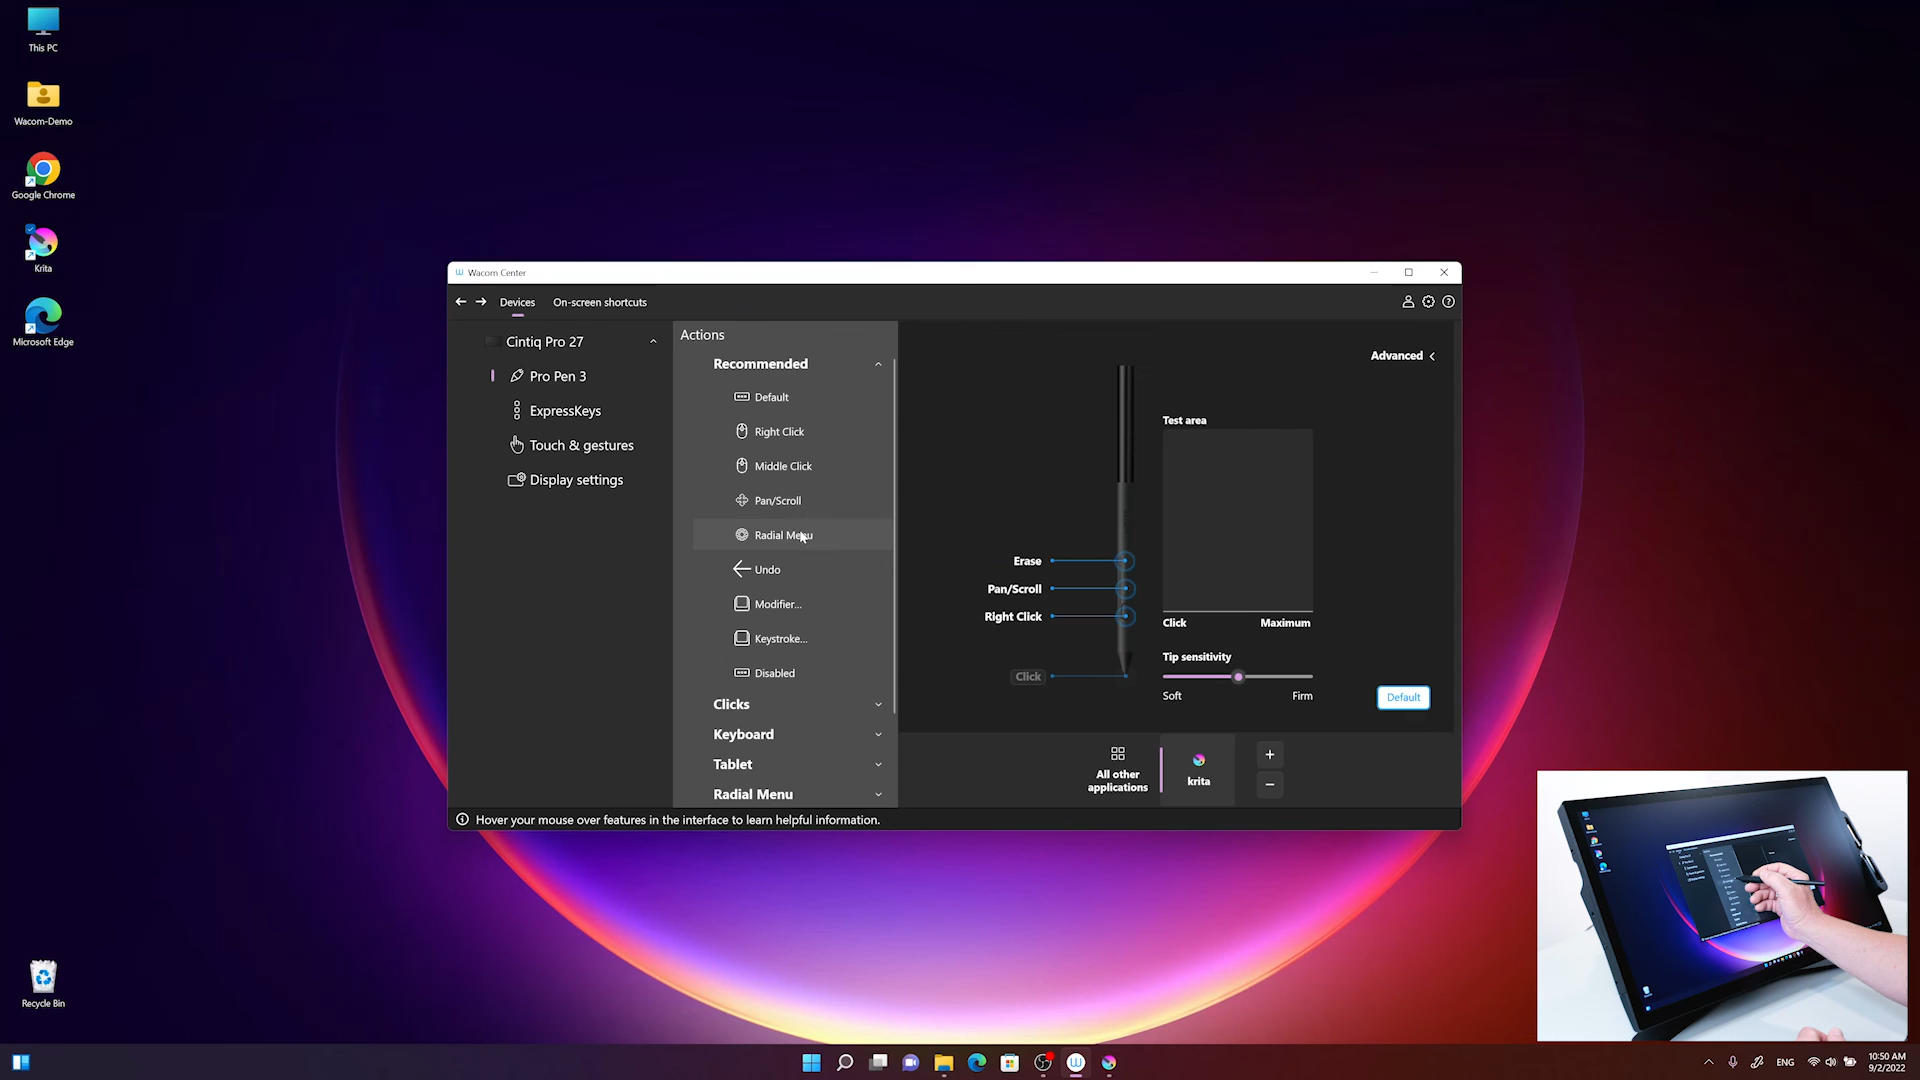 This PC
Wacom-Demo
Google Chrome
Krita
Microsoft Edge
Recycle Bin
Wacom Center
Devices
On-screen shortcuts
Cintiq Pro 27
Pro Pen 3
ExpressKeys
Touch & gestures
Display settings
Actions
Recommended
Default
Right Click
Middle Click
Pan/Scroll
Radial Menu
Undo
Modifier...
Keystroke...
Disabled
Clicks
Keyboard
Tablet
Radial Menu
Advanced
Test area
Erase
Pan/Scroll
Right Click
Click
Click Maximum
Tip sensitivity
Soft Firm
Default
All other
applications
krita
Hover your mouse over features in the interface to learn helpful information.
ENG
10:50 AM
9/2/2022